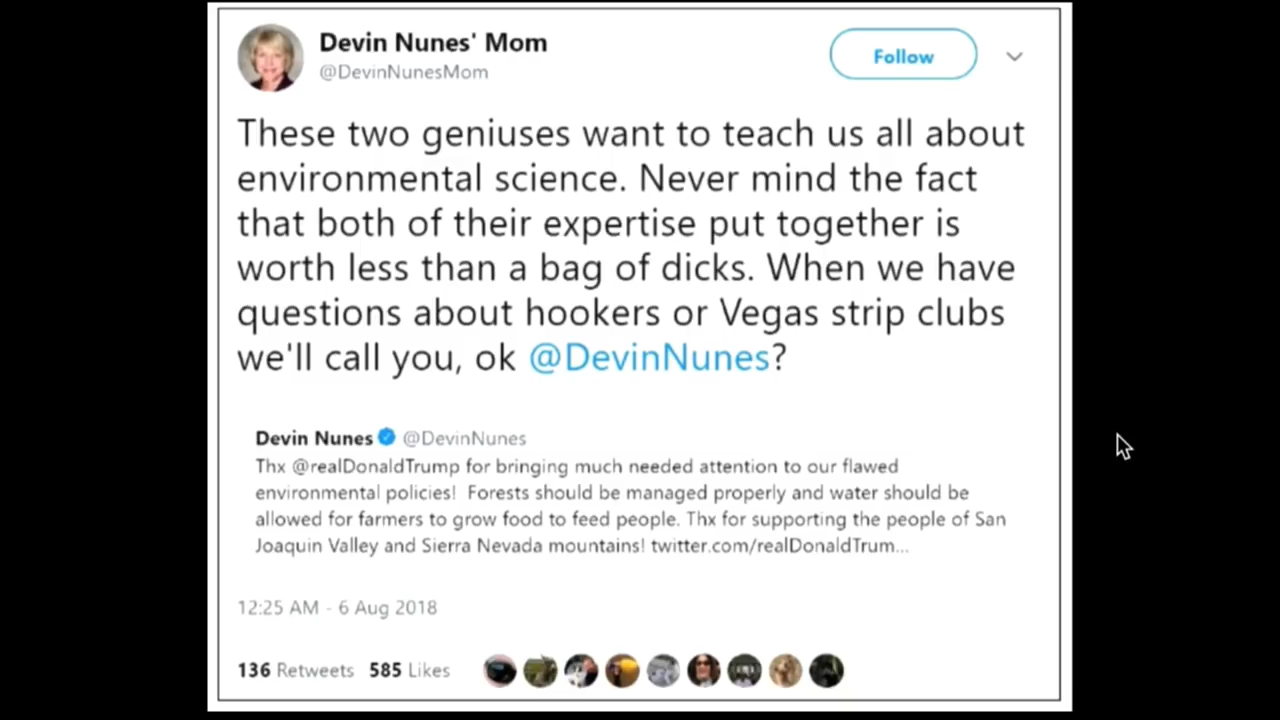 Devin Nunes' Mom
@DevinNunesMom
Follow
These two geniuses want to teach us all about
environmental science. Never mind the fact
that both of their expertise put together is
worth less than a bag of dicks. When we have
questions about hookers or Vegas strip clubs
we'll call you, ok @DevinNunes?
Devin Nunes @DevinNunes
Thx @realDonaldTrump for bringing much needed attention to our flawed
environmental policies! Forests should be managed properly and water should be
allowed for farmers to grow food to feed people. Thx for supporting the people of San
Joaquin Valley and Sierra Nevada mountains! twitter.com/realDonaldTrum...
12:25 AM - 6 Aug 2018
136 Retweets 585 Likes